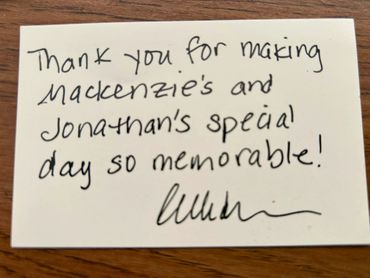 Thank you for making
Mackenzie's and
Jonathan's special
day so memorable!